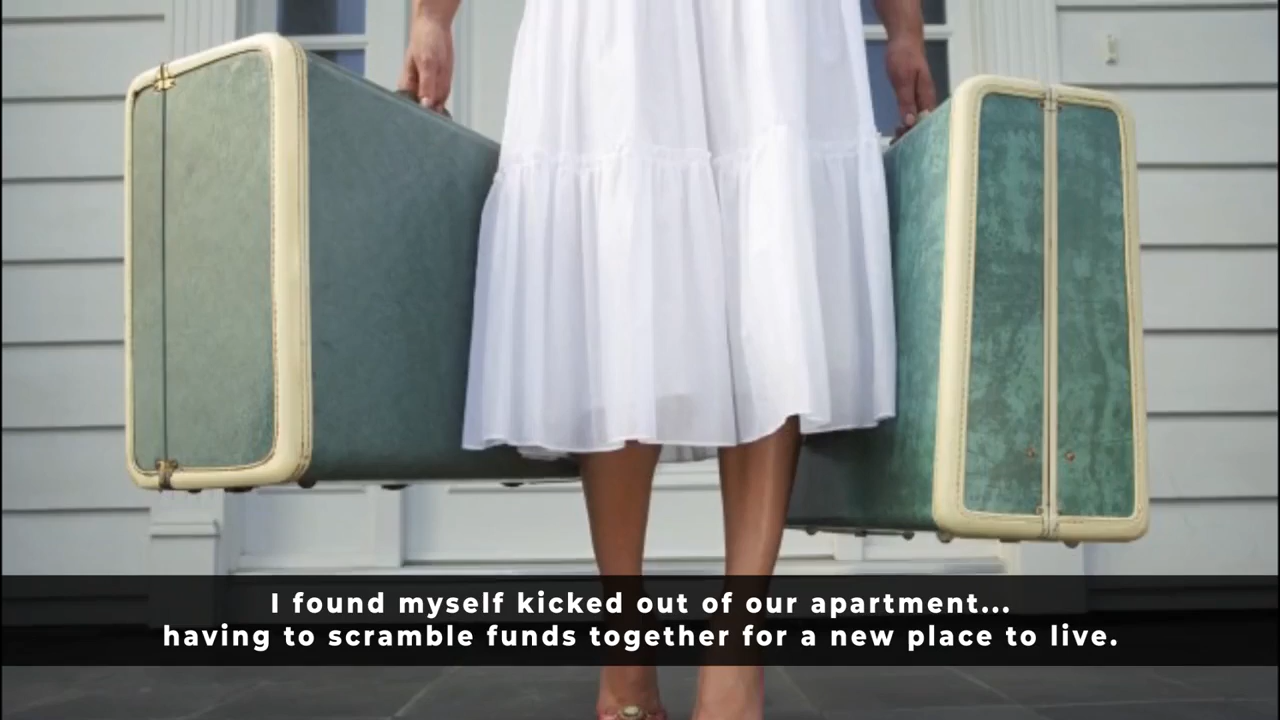 I found myself kicked out of our apartment...
having to scramble funds together for a new place to live.